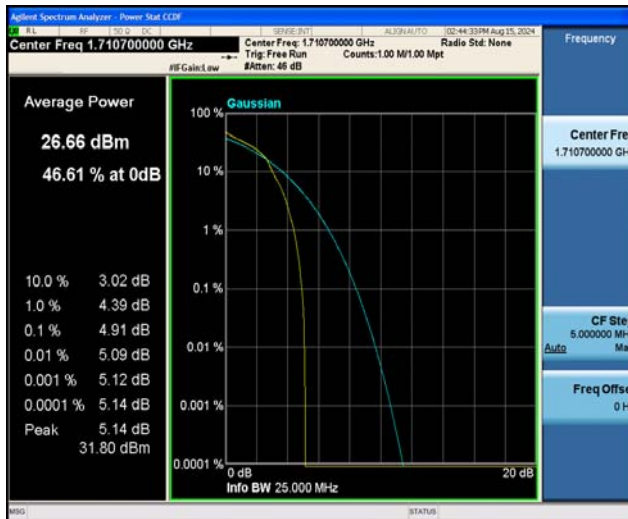 Agilent Spectrum Analyzer - Power Stat CCDF
RL RF 50 Ω DC SENSE:INT ALIGN AUTO 02:44:33 PM Aug 15, 2024
Center Freq 1.710700000 GHz
Center Freq: 1.710700000 GHz Radio Std: None
Trig: Free Run Counts:1.00 M/1.00 Mpt
#IFGain:Low #Atten: 46 dB
Frequency
Average Power
26.66 dBm
46.61 % at 0dB
10.0 % 3.02 dB
1.0 % 4.39 dB
0.1 % 4.91 dB
0.01 % 5.09 dB
0.001 % 5.12 dB
0.0001 % 5.14 dB
Peak 5.14 dB
31.80 dBm
Gaussian
100 %
10 %
1 %
0.1 %
0.01 %
0.001 %
0.0001 %
0 dB 20 dB
Info BW 25.000 MHz
Center Fre
1.710700000 GH
CF Ste
5.000000 MH
Auto Ma
Freq Offse
0 H
MSG STATUS